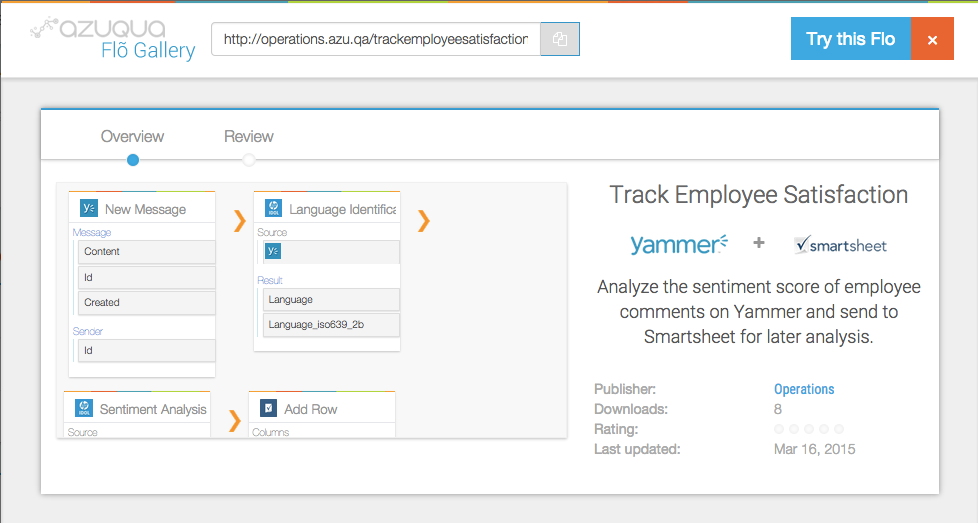 azuqua
Flõ Gallery
http://operations.azu.qa/trackemployeesatisfaction
Try this Flo
×
Overview
Review
New Message
Message
Content
Id
Created
Sender
Id
Language Identifica
Source
Result
Language
Language_iso639_2b
Sentiment Analysis
Source
Add Row
Columns
Track Employee Satisfaction
yammer + smartsheet
Analyze the sentiment score of employee
comments on Yammer and send to
Smartsheet for later analysis.
Publisher: Operations
Downloads: 8
Rating:
Last updated: Mar 16, 2015